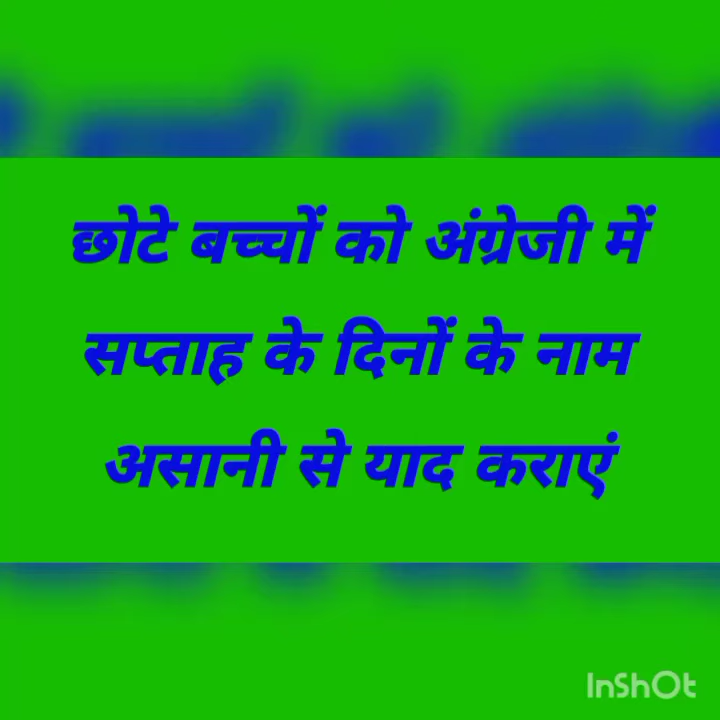 छोटे बच्चों को अंग्रेजी में
सप्ताह के दिनों के नाम
असानी से याद कराएं
InShOt